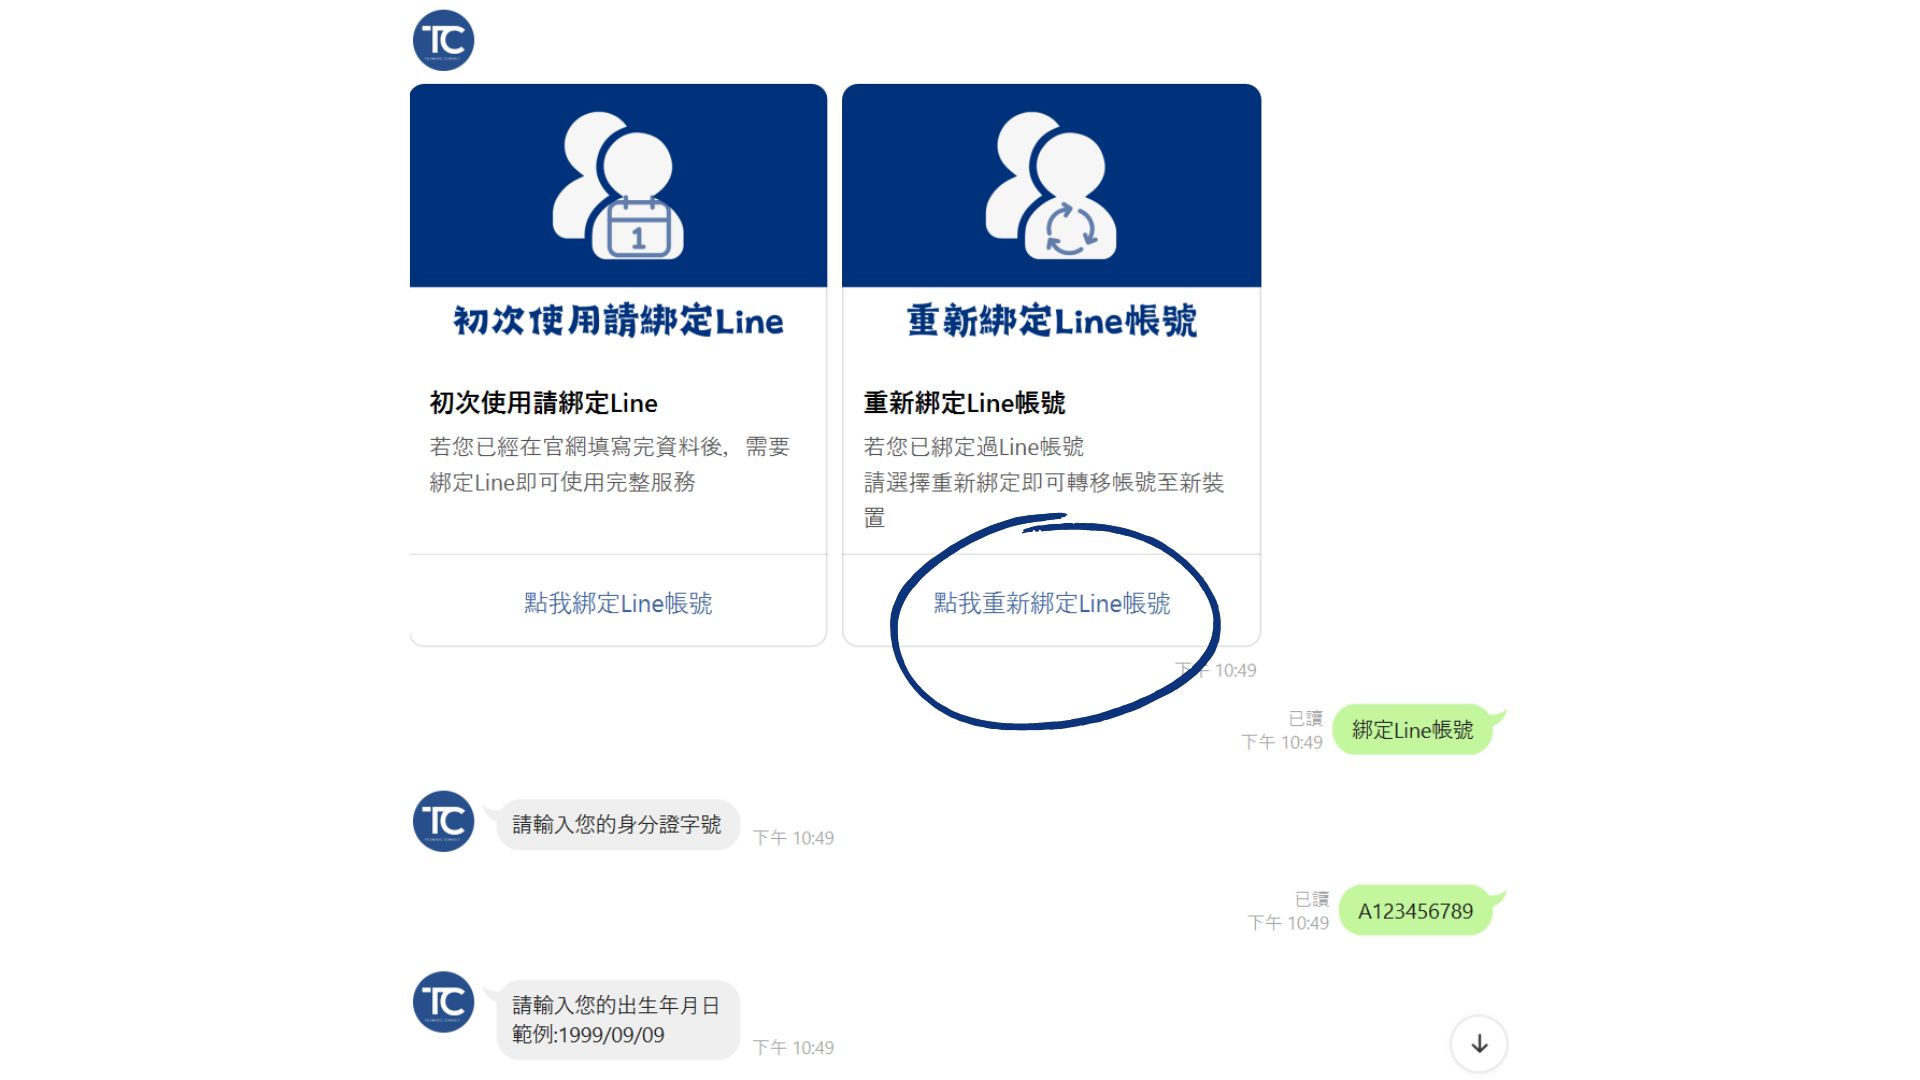 TC
初次使用請綁定Line
初次使用請綁定Line
若您已經在官網填寫完資料後，需要
綁定Line即可使用完整服務
點我綁定Line帳號
重新綁定Line帳號
重新綁定Line帳號
若您已綁定過Line帳號
請選擇重新綁定即可轉移帳號至新裝
置
點我重新綁定Line帳號
1
下午 10:49
已讀
下午 10:49
綁定Line帳號
TC
請輸入您的身分證字號
下午 10:49
已讀
下午 10:49
A123456789
TC
請輸入您的出生年月日
範例:1999/09/09
下午 10:49